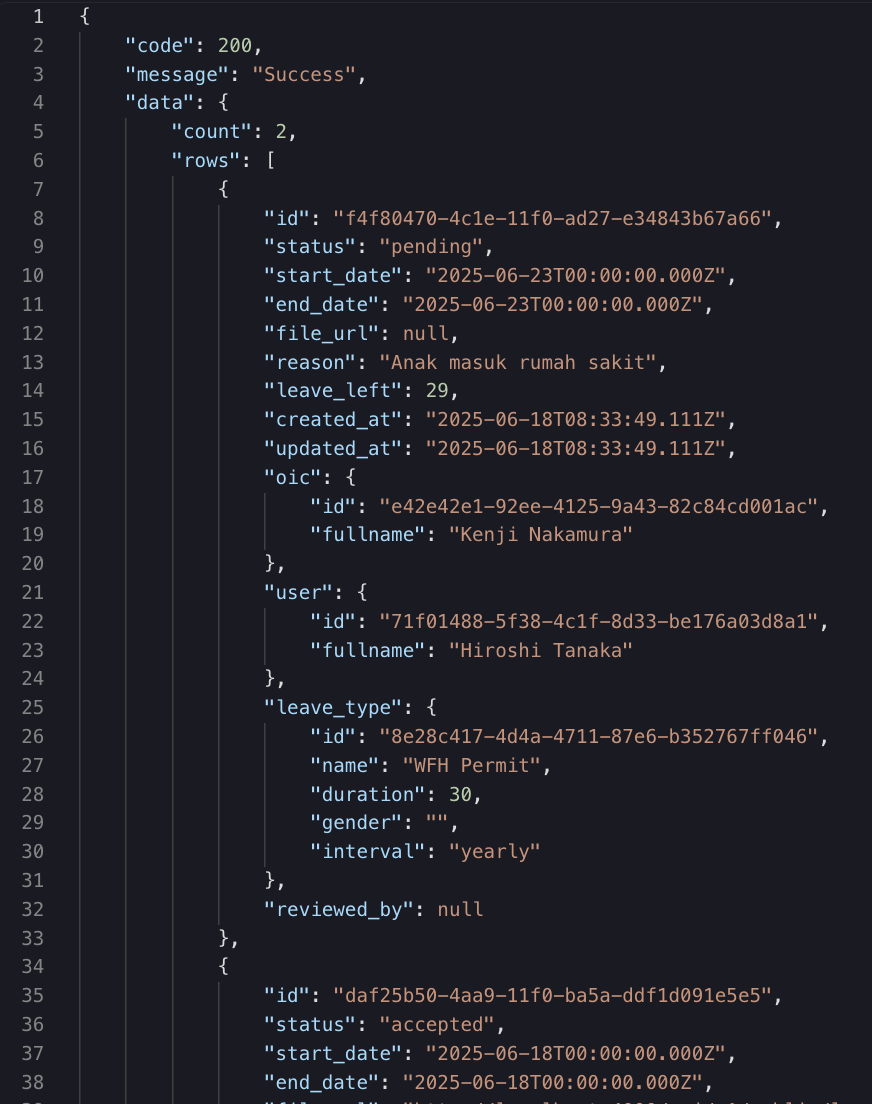 1 {
2 "code": 200,
3 "message": "Success",
4 "data": {
5 "count": 2,
6 "rows": [
7 {
8 "id": "f4f80470-4c1e-11f0-ad27-e34843b67a66",
9 "status": "pending",
10 "start_date": "2025-06-23T00:00:00.000Z",
11 "end_date": "2025-06-23T00:00:00.000Z",
12 "file_url": null,
13 "reason": "Anak masuk rumah sakit",
14 "leave_left": 29,
15 "created_at": "2025-06-18T08:33:49.111Z",
16 "updated_at": "2025-06-18T08:33:49.111Z",
17 "oic": {
18 "id": "e42e42e1-92ee-4125-9a43-82c84cd001ac",
19 "fullname": "Kenji Nakamura"
20 },
21 "user": {
22 "id": "71f01488-5f38-4c1f-8d33-be176a03d8a1",
23 "fullname": "Hiroshi Tanaka"
24 },
25 "leave_type": {
26 "id": "8e28c417-4d4a-4711-87e6-b352767ff046",
27 "name": "WFH Permit",
28 "duration": 30,
29 "gender": "",
30 "interval": "yearly"
31 },
32 "reviewed_by": null
33 },
34 {
35 "id": "daf25b50-4aa9-11f0-ba5a-ddf1d091e5e5",
36 "status": "accepted",
37 "start_date": "2025-06-18T00:00:00.000Z",
38 "end_date": "2025-06-18T00:00:00.000Z",